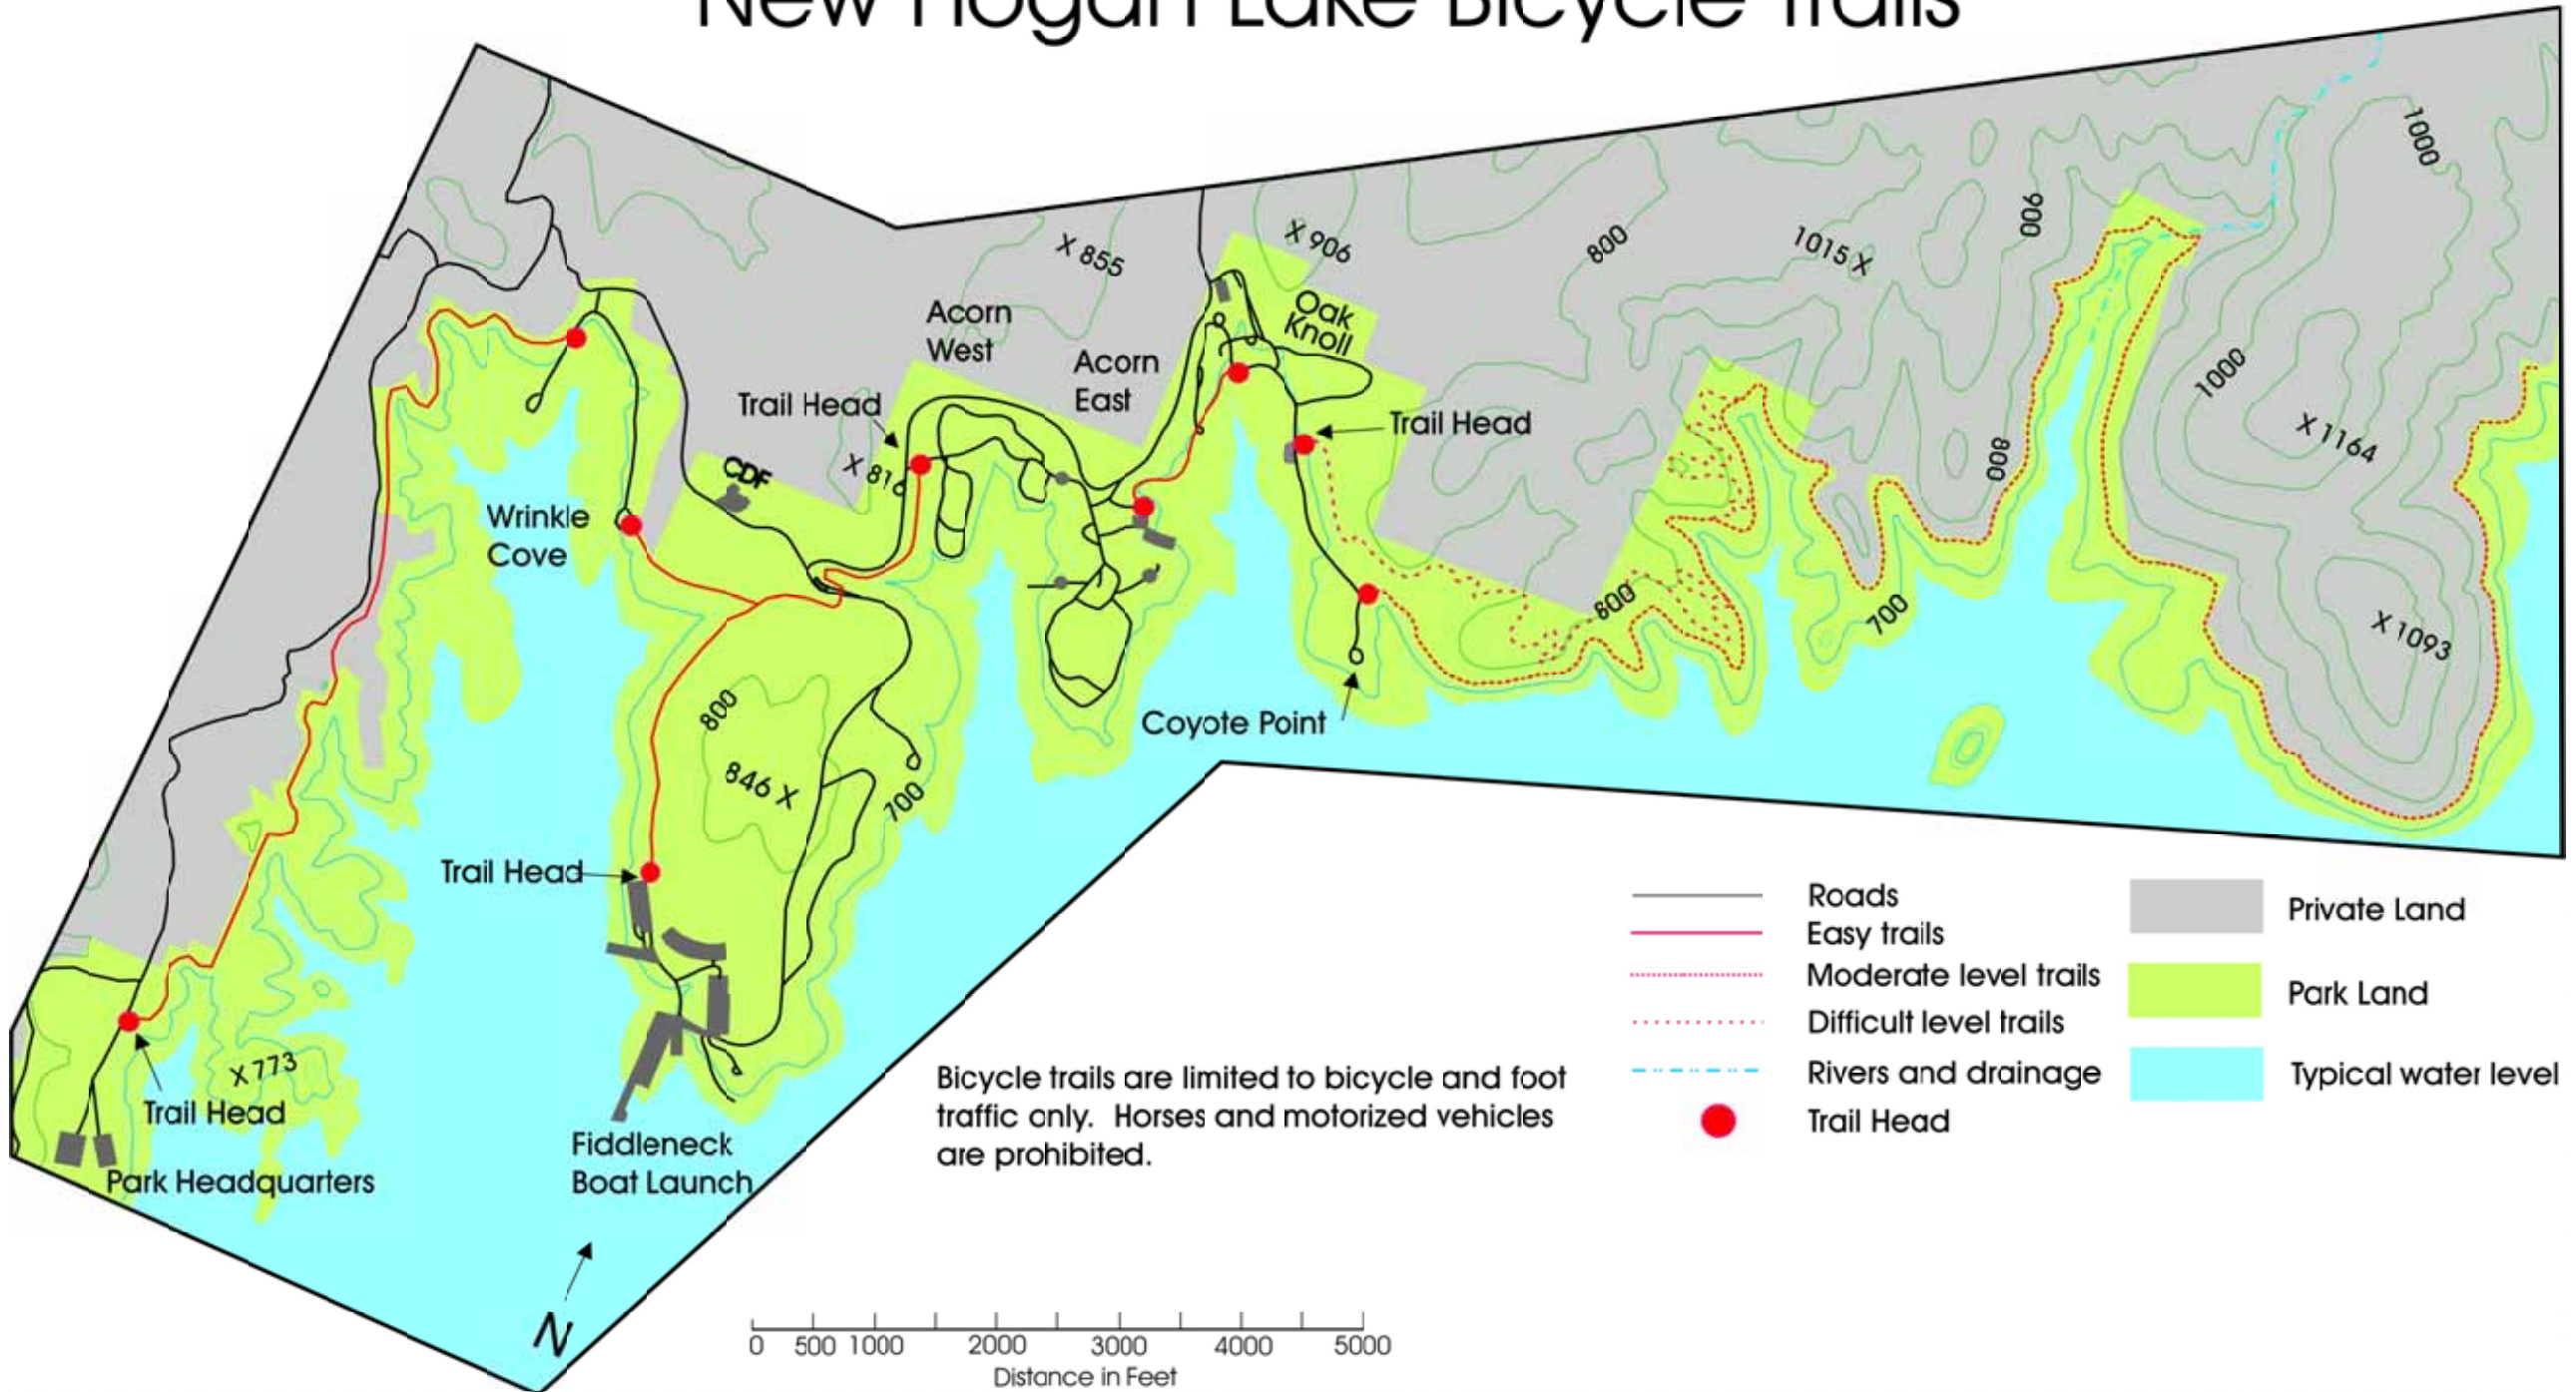 New Hogan Lake Bicycle Trails
1000
X 906
900
X 855
800
1015 X
Acorn
West
Oak
Knoll
Acorn
East
1000
Trail Head
Trail Head
X 1164
X 816
CDF
800
Wrinkle
Cove
800
700
X 1093
800
Coyote Point
846 X
700
Trail Head
Roads
Easy trails
Moderate level trails
Difficult level trails
Rivers and drainage
Trail Head
Private Land
Park Land
Typical water level
X 773
Trail Head
Park Headquarters
Fiddleneck
Boat Launch
Bicycle trails are limited to bicycle and foot
traffic only. Horses and motorized vehicles
are prohibited.
N
0 500 1000 2000 3000 4000 5000
Distance in Feet